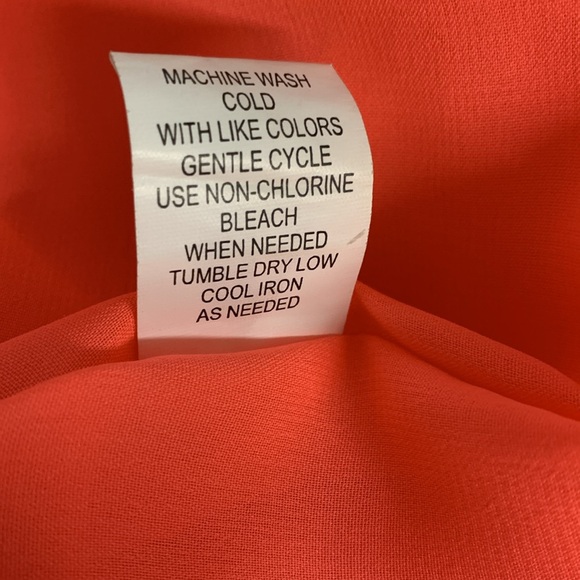 MACHINE WASH
COLD
WITH LIKE COLORS
GENTLE CYCLE
USE NON-CHLORINE
BLEACH
WHEN NEEDED
TUMBLE DRY LOW
COOL IRON
AS NEEDED